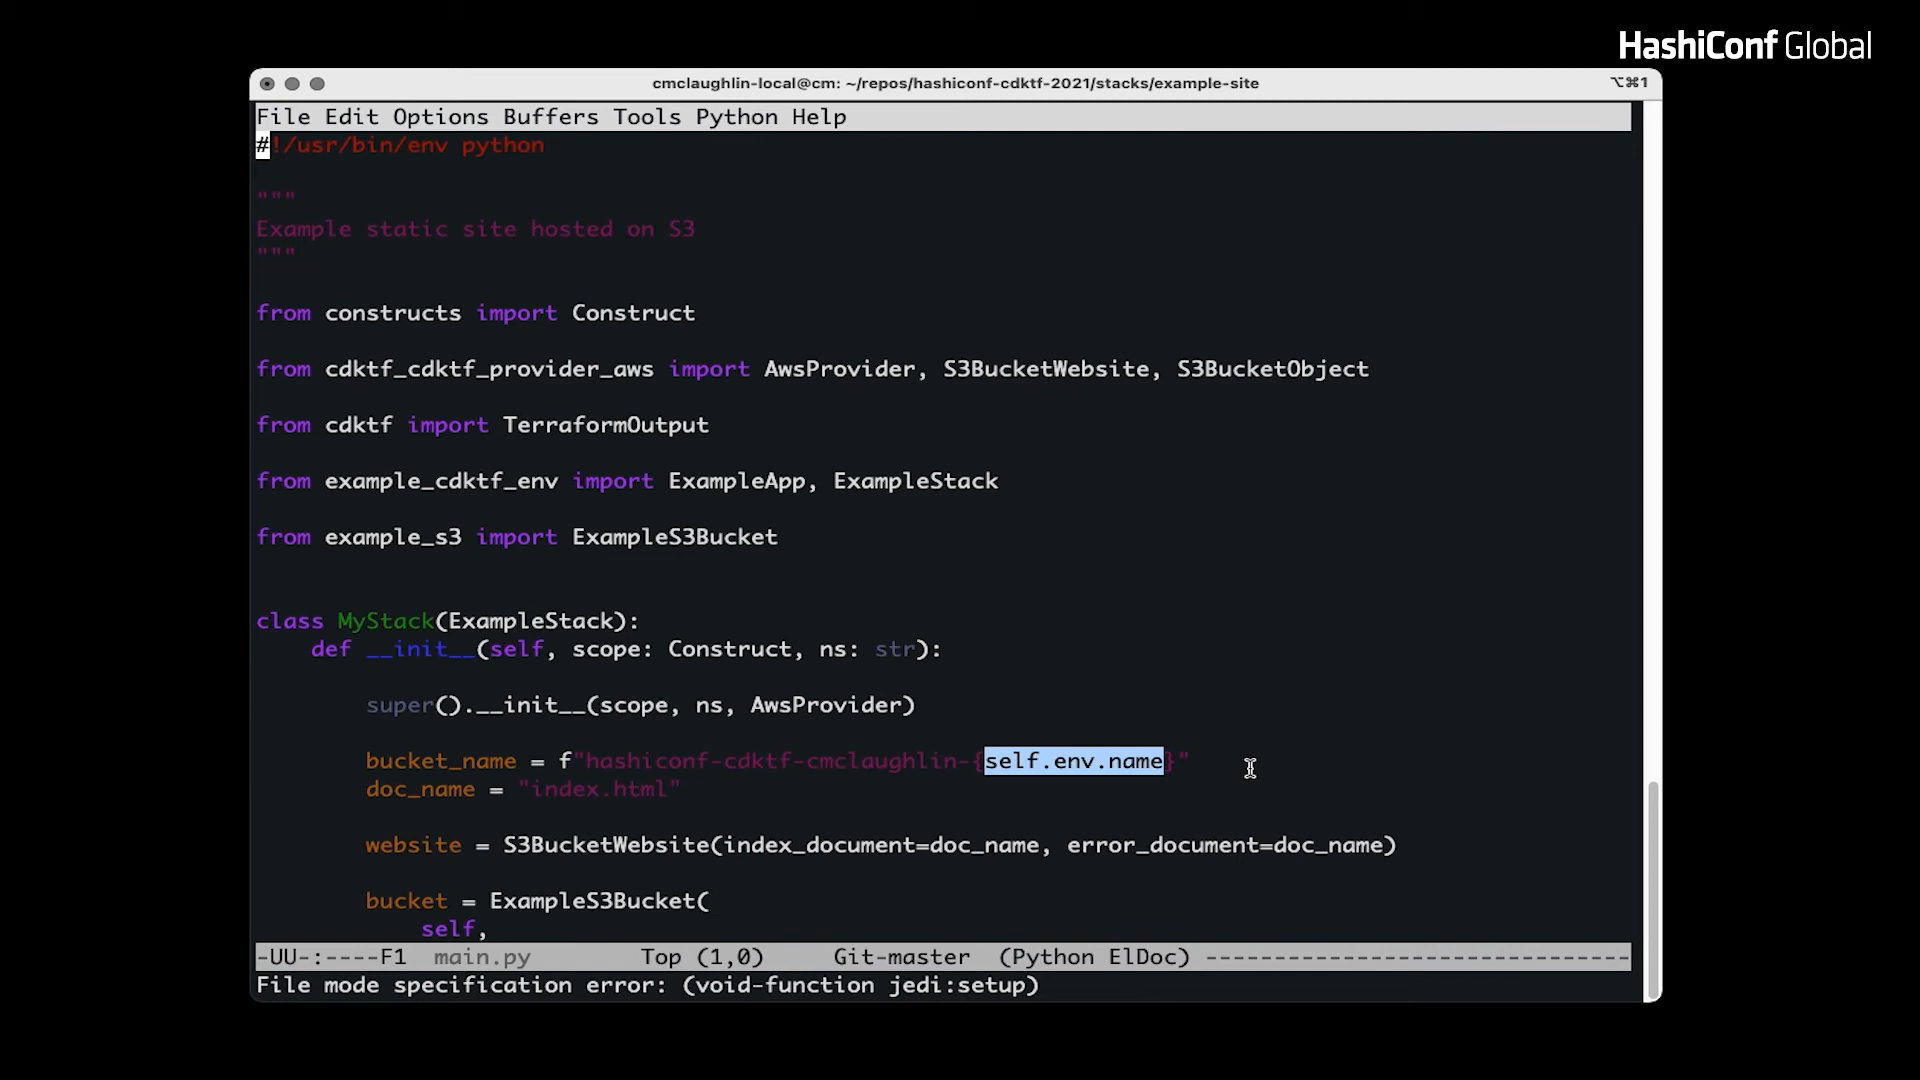 HashiConf Global
cmclaughlin-local@cm: ~/repos/hashiconf-cdktf-2021/stacks/example-site ⌥⌘1
File Edit Options Buffers Tools Python Help
#!/usr/bin/env python
"""
Example static site hosted on S3
"""
from constructs import Construct
from cdktf_cdktf_provider_aws import AwsProvider, S3BucketWebsite, S3BucketObject
from cdktf import TerraformOutput
from example_cdktf_env import ExampleApp, ExampleStack
from example_s3 import ExampleS3Bucket
class MyStack(ExampleStack):
    def __init__(self, scope: Construct, ns: str):
        super().__init__(scope, ns, AwsProvider)
        bucket_name = f"hashiconf-cdktf-cmclaughlin-{self.env.name}"
        doc_name = "index.html"
        website = S3BucketWebsite(index_document=doc_name, error_document=doc_name)
        bucket = ExampleS3Bucket(
            self,
-UU-:----F1  main.py        Top (1,0)     Git-master  (Python ElDoc) -------------------------------
File mode specification error: (void-function jedi:setup)